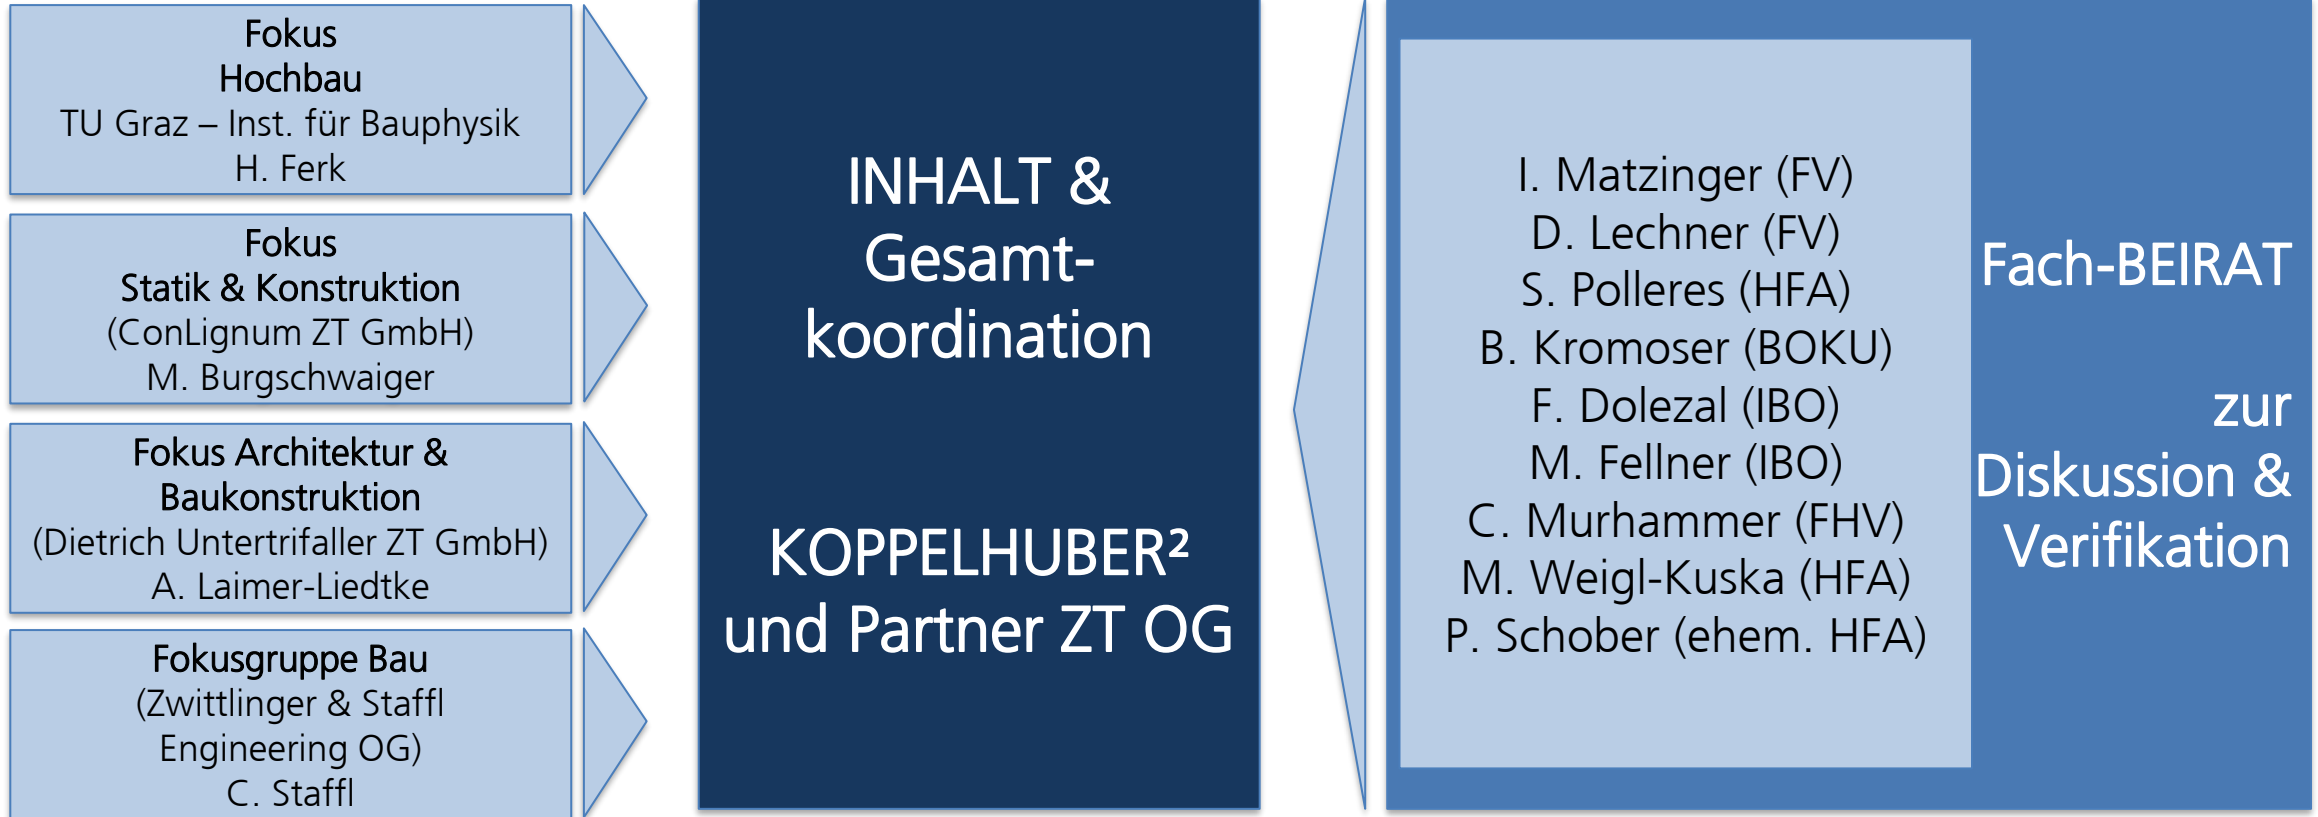 Fokus
Hochbau
TU Graz – Inst. für Bauphysik
H. Ferk
Fokus
Statik & Konstruktion
(ConLignum ZT GmbH)
M. Burgschwaiger
Fokus Architektur &
Baukonstruktion
(Dietrich Untertrifaller ZT GmbH)
A. Laimer-Liedtke
Fokusgruppe Bau
(Zwittlinger & Staffl
Engineering OG)
C. Staffl
INHALT &
Gesamt-
koordination
KOPPELHUBER²
und Partner ZT OG
I. Matzinger (FV)
D. Lechner (FV)
S. Polleres (HFA)
B. Kromoser (BOKU)
F. Dolezal (IBO)
M. Fellner (IBO)
C. Murhammer (FHV)
M. Weigl-Kuska (HFA)
P. Schober (ehem. HFA)
Fach-BEIRAT
zur
Diskussion &
Verifikation